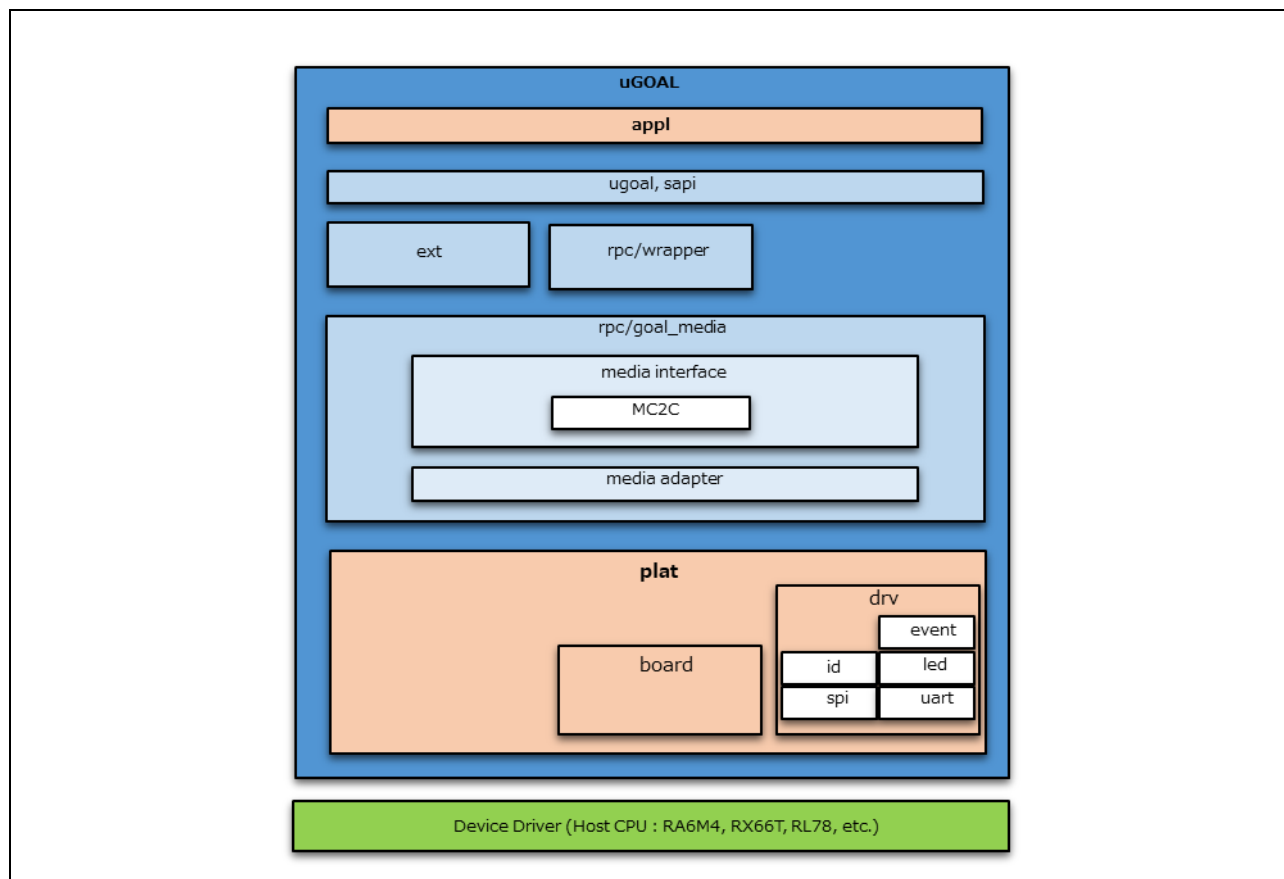 uGOAL
appl
ugoal, sapi
ext
rpc/wrapper
rpc/goal_media
media interface
MC2C
media adapter
plat
drv
event
board
id
led
spi
uart
Device Driver (Host CPU : RA6M4, RX66T, RL78, etc.)